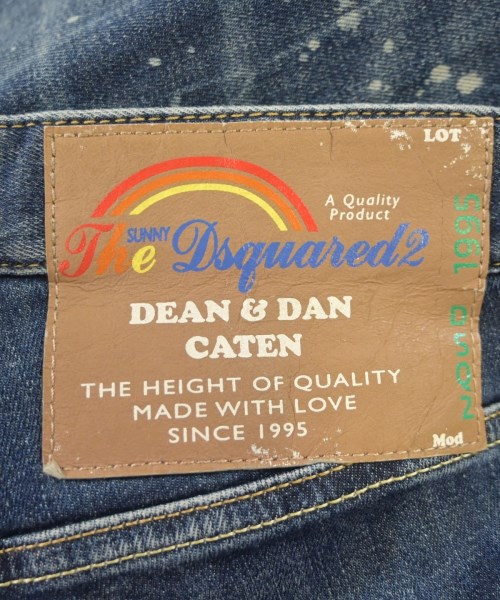 LOT
A Quality
Product
SUNNY
The Dsquared2
DEAN & DAN
CATEN
THE HEIGHT OF QUALITY
MADE WITH LOVE
SINCE 1995
Mod
1995